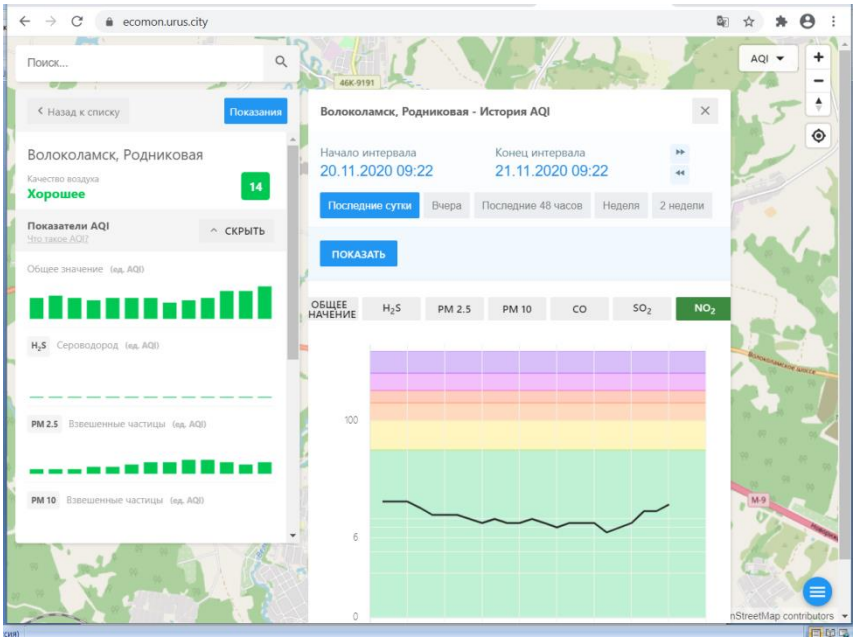 ecomon.urus.city
Поиск...
AQI
46K-9191
Назад к списку
Показания
Волоколамск, Родниковая
Качество воздуха
Хорошее
14
Показатели AQI
Что такое AQI?
СКРЫТЬ
Общее значение (ед. AQI)
H₂S Сероводород (ед. AQI)
PM 2.5 Взвешенные частицы (ед. AQI)
PM 10 Взвешенные частицы (ед. AQI)
Волоколамск, Родниковая - История AQI
Начало интервала
Конец интервала
20.11.2020 09:22
21.11.2020 09:22
Последние сутки
Вчера
Последние 48 часов
Неделя
2 недели
ПОКАЗАТЬ
ОБЩЕЕ
НАЧЕНИЕ
H₂S
PM 2.5
PM 10
CO
SO₂
NO₂
100
6
0
Волоколамское шоссе
М-9
nStreetMap contributors
сия)